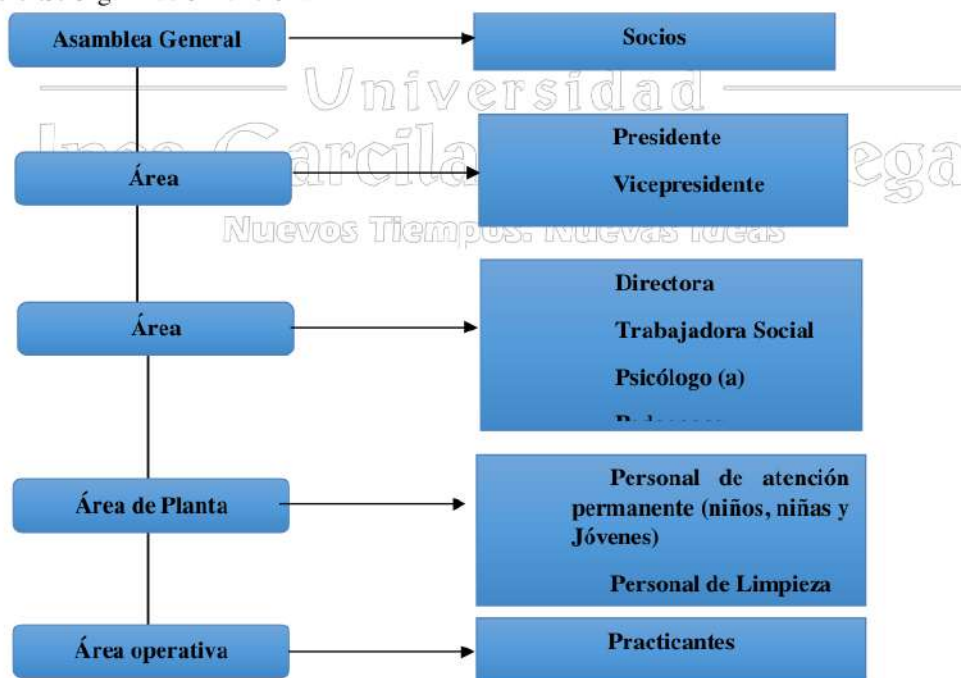 Asamblea General
Socios
Universidad
Área
Presidente
Vicepresidente
Nuevos Tiempos. Nuevas Ideas
Área
Directora
Trabajadora Social
Psicólogo (a)
Área de Planta
Personal de atención
permanente (niños, niñas y
Jóvenes)
Personal de Limpieza
Área operativa
Practicantes